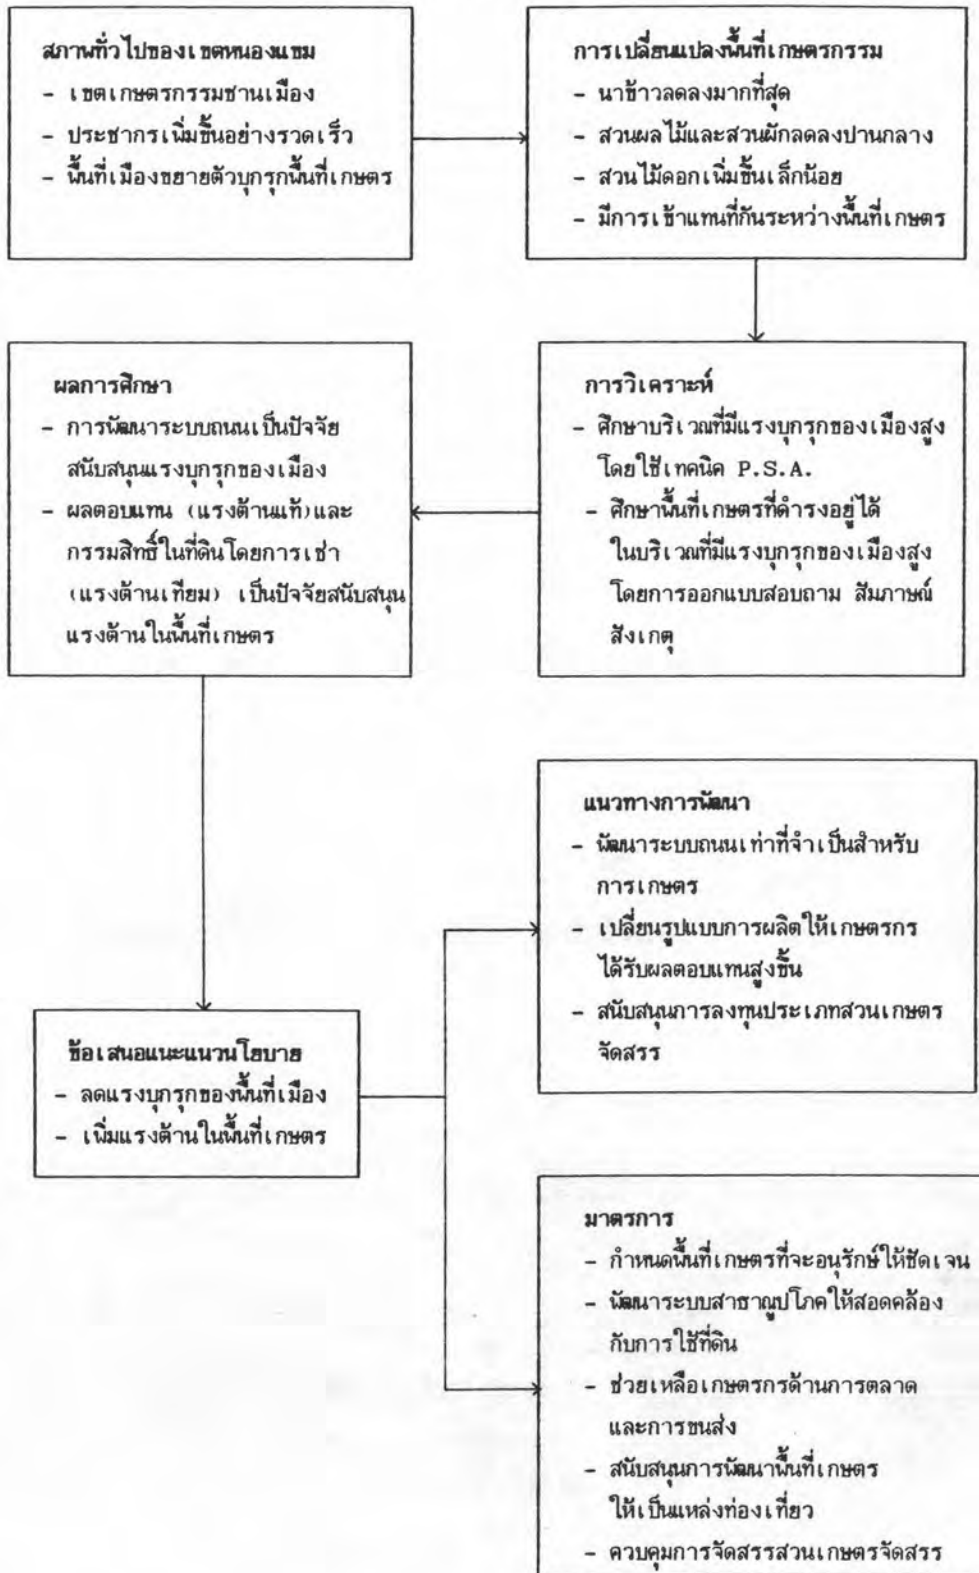 สภาพทั่วไปของเขตหนองแขม
- เขตเกษตรกรรมชานเมือง
- ประชากรเพิ่มขึ้นอย่างรวดเร็ว
- พื้นที่เมืองขยายตัวบุกรุกพื้นที่เกษตร
การเปลี่ยนแปลงพื้นที่เกษตรกรรม
- นาข้าวลดลงมากที่สุด
- สวนผลไม้และสวนผักลดลงปานกลาง
- สวนไม้ดอกเพิ่มขึ้นเล็กน้อย
- มีการเข้าแทนที่กันระหว่างพื้นที่เกษตร
การวิเคราะห์
- ศึกษาบริเวณที่มีแรงบุกรุกของเมืองสูง
โดยใช้เทคนิค P.S.A.
- ศึกษาพื้นที่เกษตรที่ดำรงอยู่ได้
ในบริเวณที่มีแรงบุกรุกของเมืองสูง
โดยการออกแบบสอบถาม สัมภาษณ์
สังเกตุ
ผลการศึกษา
- การพัฒนาระบบถนนเป็นปัจจัย
สนับสนุนแรงบุกรุกของเมือง
- ผลตอบแทน (แรงต้านแท้)และ
กรรมสิทธิ์ในที่ดินโดยการเช่า
(แรงต้านเทียม) เป็นปัจจัยสนับสนุน
แรงต้านในพื้นที่เกษตร
ข้อเสนอแนะแนวนโยบาย
- ลดแรงบุกรุกของพื้นที่เมือง
- เพิ่มแรงต้านในพื้นที่เกษตร
แนวทางการพัฒนา
- พัฒนาระบบถนนเท่าที่จำเป็นสำหรับ
การเกษตร
- เปลี่ยนรูปแบบการผลิตให้เกษตรกร
ได้รับผลตอบแทนสูงขึ้น
- สนับสนุนการลงทุนประเภทสวนเกษตร
จัดสรร
มาตรการ
- กำหนดพื้นที่เกษตรที่จะอนุรักษ์ให้ชัดเจน
- พัฒนาระบบสาธาณูปโภคให้สอดคล้อง
กับการใช้ที่ดิน
- ช่วยเหลือเกษตรกรด้านการตลาด
และการขนส่ง
- สนับสนุนการพัฒนาพื้นที่เกษตร
ให้เป็นแหล่งท่องเที่ยว
- ควบคุมการจัดสรรสวนเกษตรจัดสรร